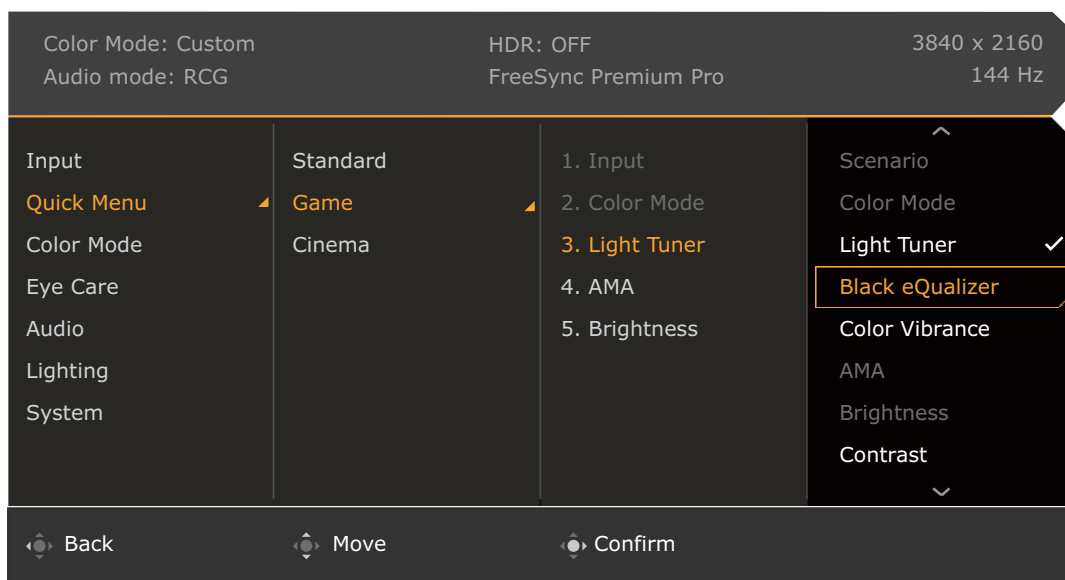 Color Mode: Custom
Audio mode: RCG
HDR: OFF
FreeSync Premium Pro
3840 x 2160
144 Hz
Input
Quick Menu
Color Mode
Eye Care
Audio
Lighting
System
Standard
Game
Cinema
1. Input
2. Color Mode
3. Light Tuner
4. AMA
5. Brightness
Scenario
Color Mode
Light Tuner
Black eQualizer
Color Vibrance
AMA
Brightness
Contrast
Back
Move
Confirm